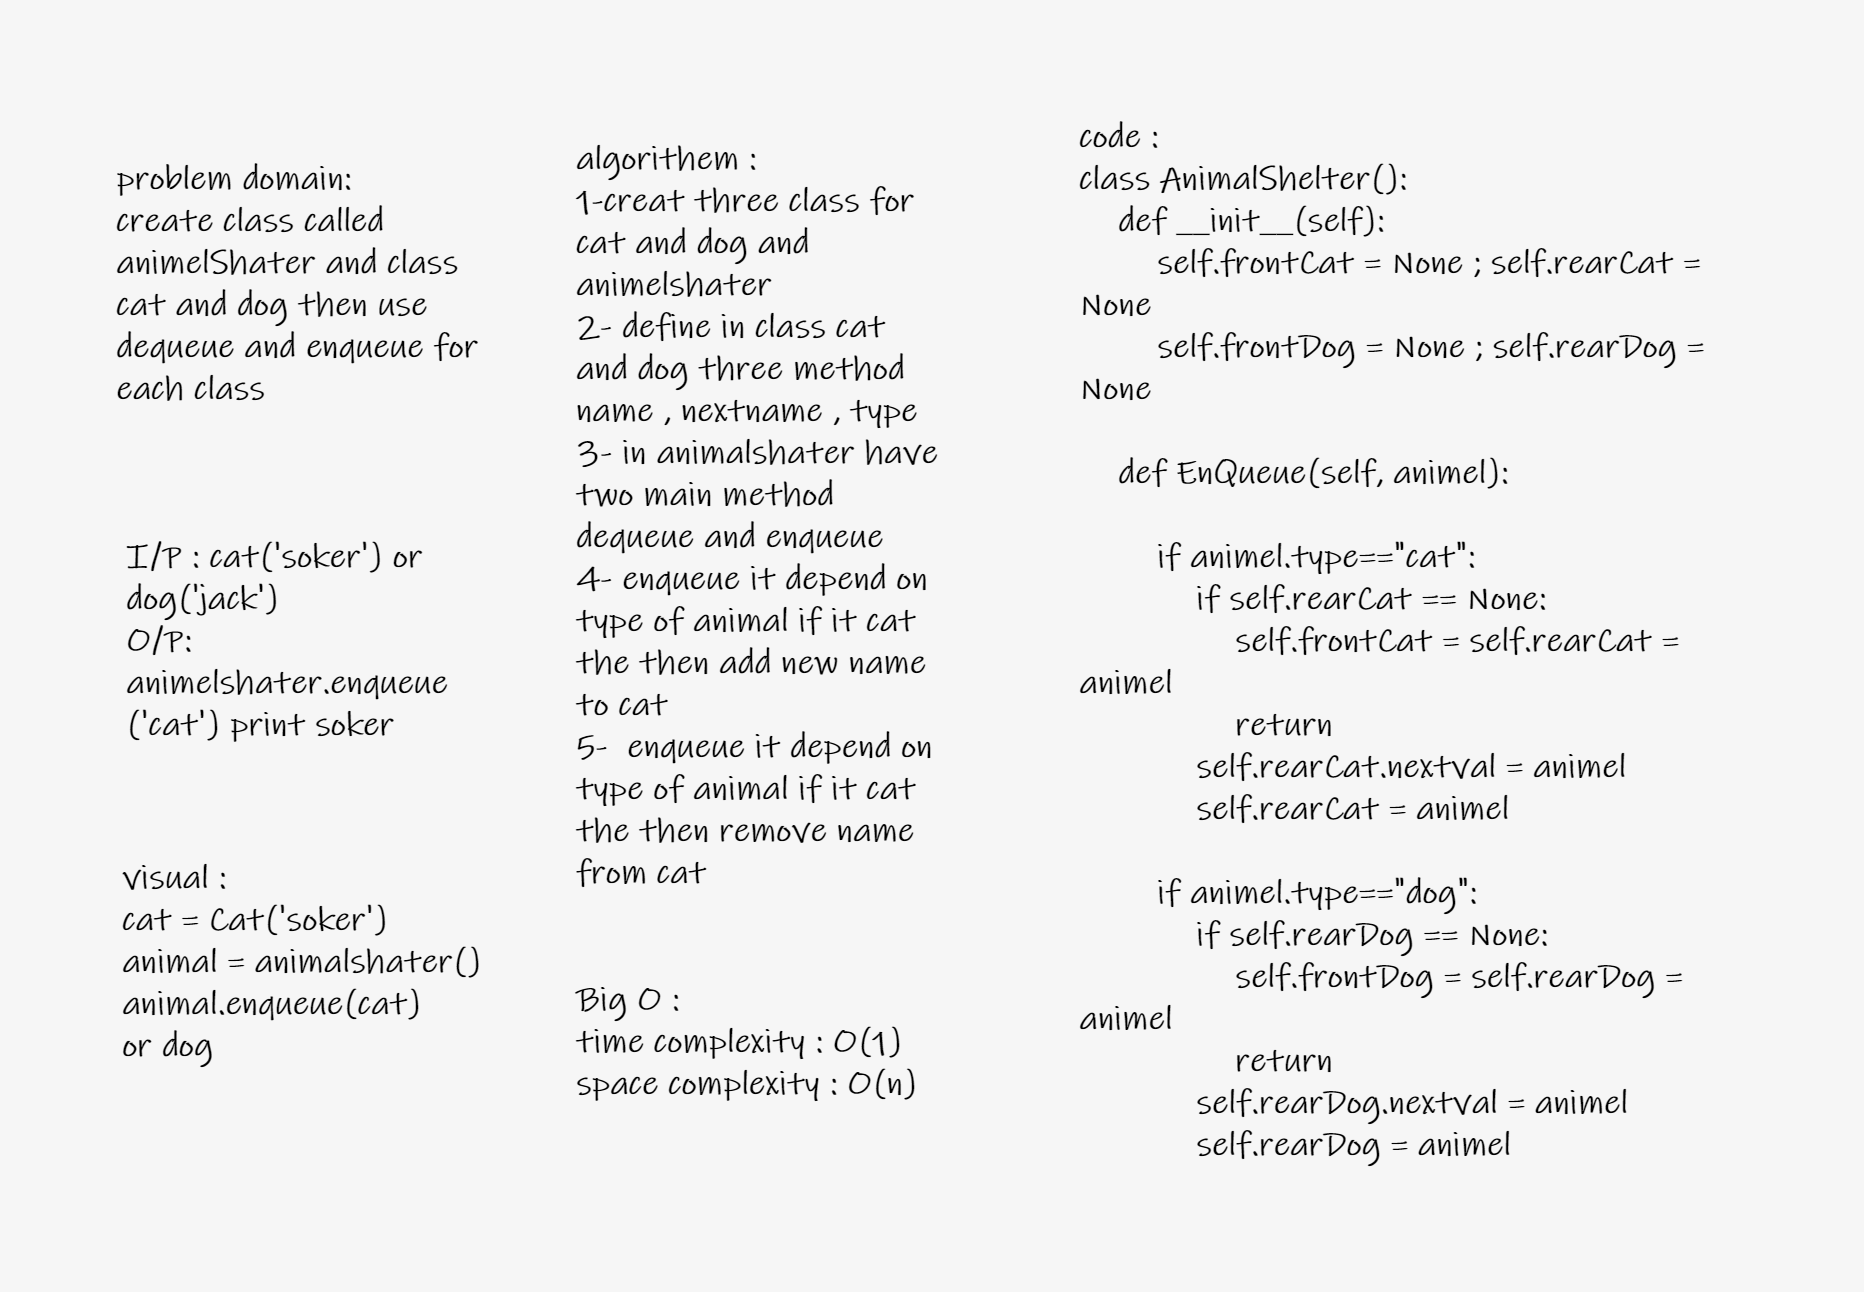 problem domain:
create class called
animelShater and class
cat and dog then use
dequeue and enqueue for
each class
I/P : cat('soker') or
dog('jack')
O/P:
animelshater.enqueue
('cat') print soker
visual :
cat = Cat('soker')
animal = animalshater()
animal.enqueue(cat)
or dog
algorithem :
1-creat three class for
cat and dog and
animelshater
2- define in class cat
and dog three method
name , nextname , type
3- in animalshater have
two main method
dequeue and enqueue
4- enqueue it depend on
type of animal if it cat
the then add new name
to cat
5-  enqueue it depend on
type of animal if it cat
the then remove name
from cat
Big O :
time complexity : O(1)
space complexity : O(n)
code :
class AnimalShelter():
    def __init__(self):
        self.frontCat = None ; self.rearCat =
None
        self.frontDog = None ; self.rearDog =
None
    def EnQueue(self, animel):
        if animel.type=="cat":
            if self.rearCat == None:
                self.frontCat = self.rearCat =
animel
                return
            self.rearCat.nextval = animel
            self.rearCat = animel
        if animel.type=="dog":
            if self.rearDog == None:
                self.frontDog = self.rearDog =
animel
                return
            self.rearDog.nextval = animel
            self.rearDog = animel